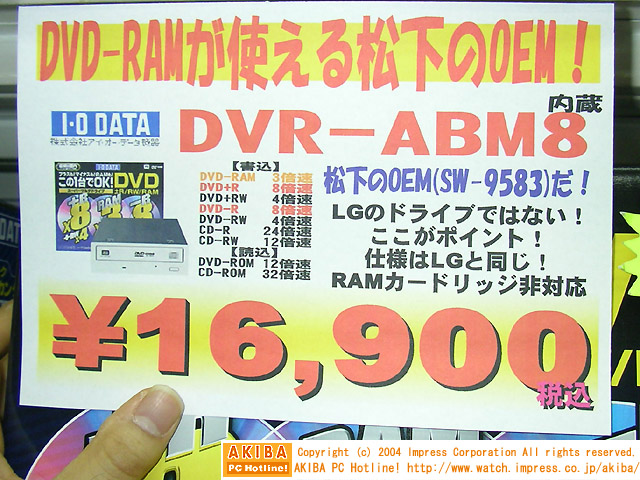 DVD-RAMが使える松下のOEM！
I・O DATA
株式会社アイ・オー・データ機器
内蔵
DVR－ABM8
I・O DATA
この1台でOK!
DVD
±R/RW/RAM
【書込】
DVD-RAM 3倍速
DVD+R 8倍速
DVD+RW 4倍速
DVD-R 8倍速
DVD-RW 4倍速
CD-R 24倍速
CD-RW 12倍速
【読込】
DVD-ROM 12倍速
CD-ROM 32倍速
松下のOEM(SW-9583)だ！
LGのドライブではない！
ここがポイント！
仕様はLGと同じ！
RAMカードリッジ非対応
￥16,900
税込
AKIBA
PC Hotline!
Copyright (c) 2004 Impress Corporation All rights reserved.
AKIBA PC Hotline! http://www.watch.impress.co.jp/akiba/